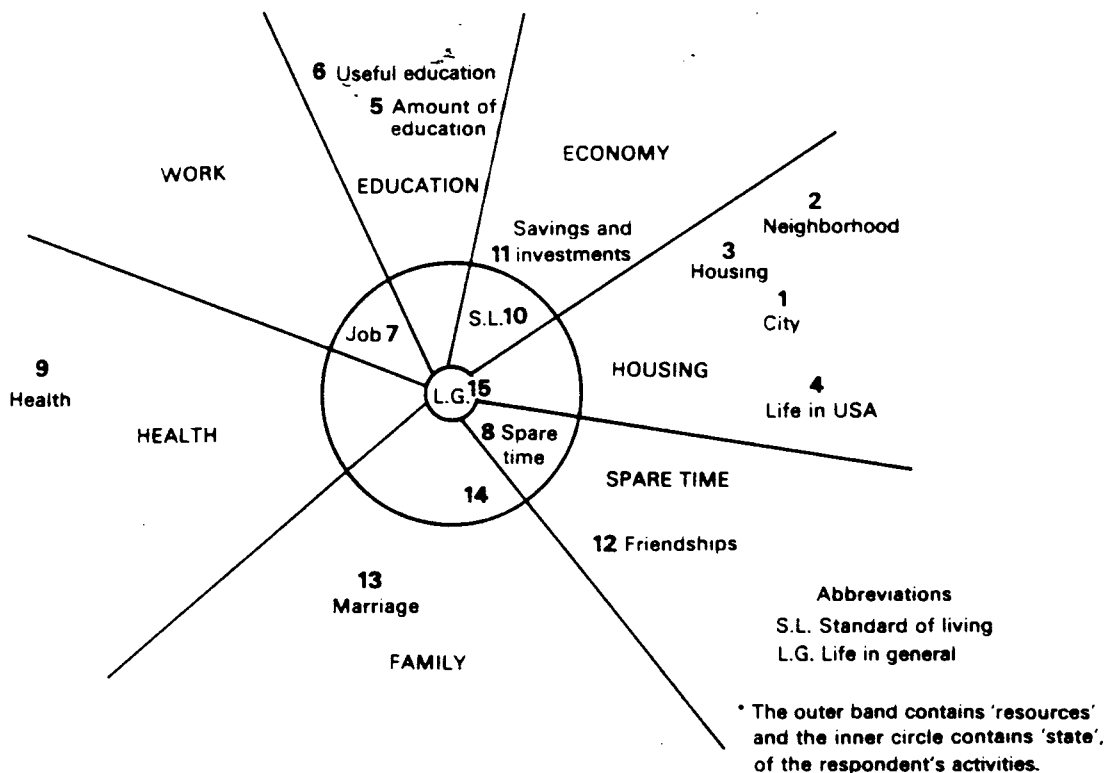 6 Useful education
5 Amount of
education
ECONOMY
WORK
EDUCATION
2
Neighborhood
Savings and
11 investments
3
Housing
1
City
S.L. 10
Job 7
9
Health
HOUSING
L.G. 15
4
Life in USA
HEALTH
8 Spare
time
SPARE TIME
14
12 Friendships
13
Marriage
FAMILY
Abbreviations
S.L. Standard of living
L.G. Life in general
* The outer band contains 'resources'
and the inner circle contains 'state',
of the respondent's activities.